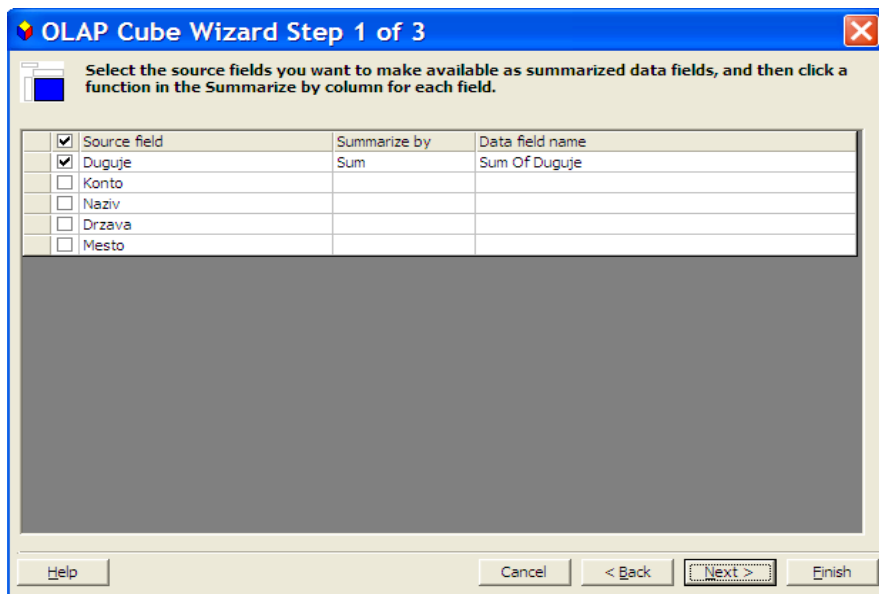 OLAP Cube Wizard Step 1 of 3
Select the source fields you want to make available as summarized data fields, and then click a
function in the Summarize by column for each field.
Source field Summarize by Data field name
Duguje Sum Sum Of Duguje
Konto
Naziv
Drzava
Mesto
Help Cancel < Back Next > Finish